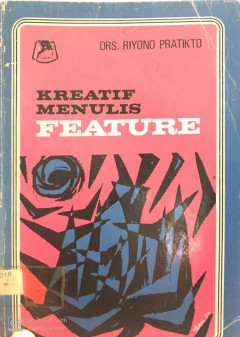 DRS. RIYONO PRATIKTO
KREATIF
MENULIS
FEATURE